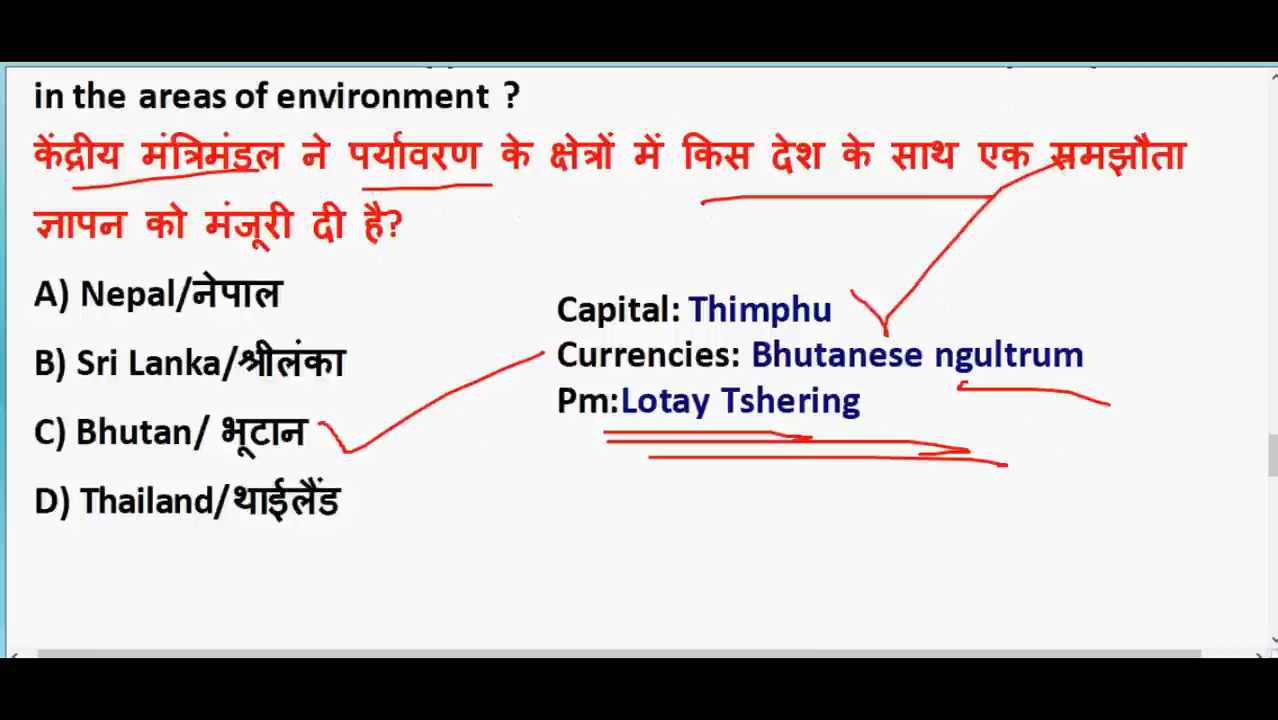 in the areas of environment ?
केंद्रीय मंत्रिमंडल ने पर्यावरण के क्षेत्रों में किस देश के साथ एक समझौता
ज्ञापन को मंजूरी दी है?
A) Nepal/नेपाल
B) Sri Lanka/श्रीलंका
C) Bhutan/ भूटान
D) Thailand/थाईलैंड
Capital: Thimphu
Currencies: Bhutanese ngultrum
Pm:Lotay Tshering